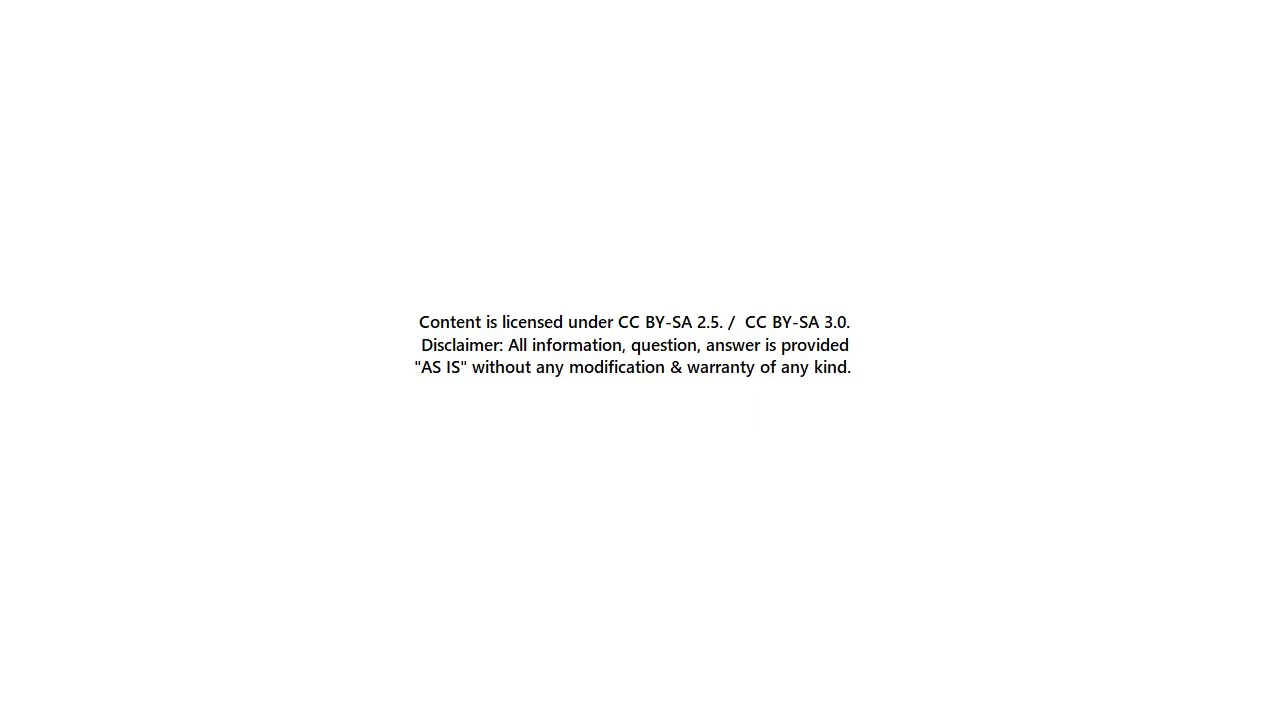 Content is licensed under CC BY-SA 2.5. /  CC BY-SA 3.0.
Disclaimer: All information, question, answer is provided
"AS IS" without any modification & warranty of any kind.